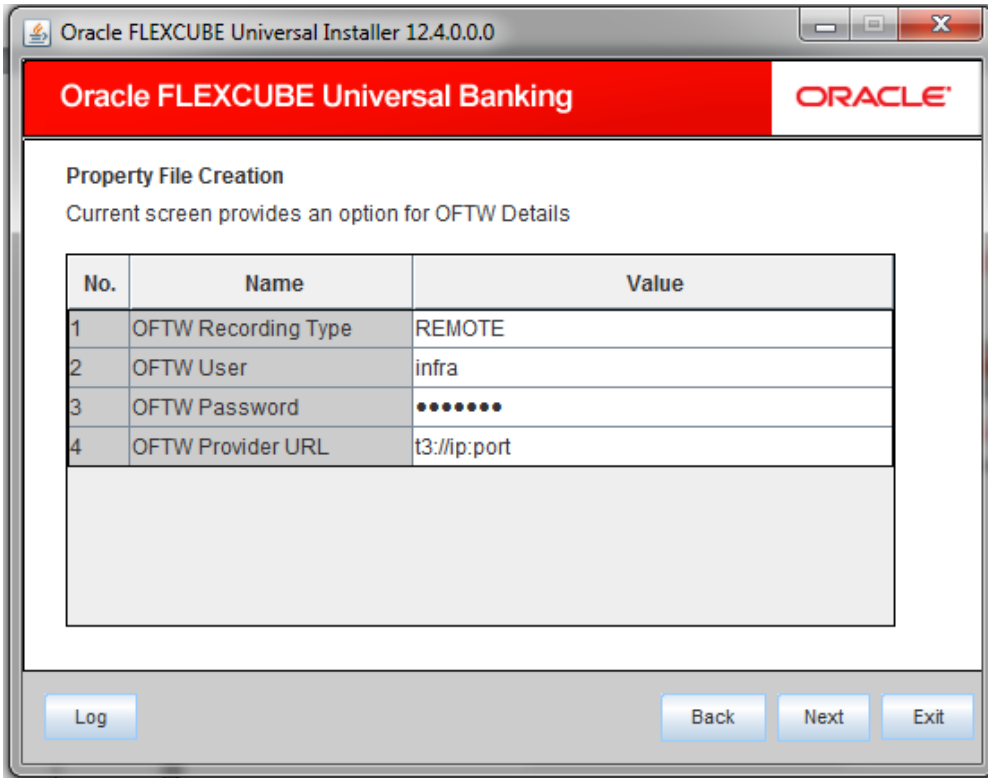 Oracle FLEXCUBE Universal Installer 12.4.0.0.0
Oracle FLEXCUBE Universal Banking
ORACLE
Property File Creation
Current screen provides an option for OFTW Details
No. Name Value
1 OFTW Recording Type REMOTE
2 OFTW User infra
3 OFTW Password •••••••
4 OFTW Provider URL t3://ip:port
Log Back Next Exit